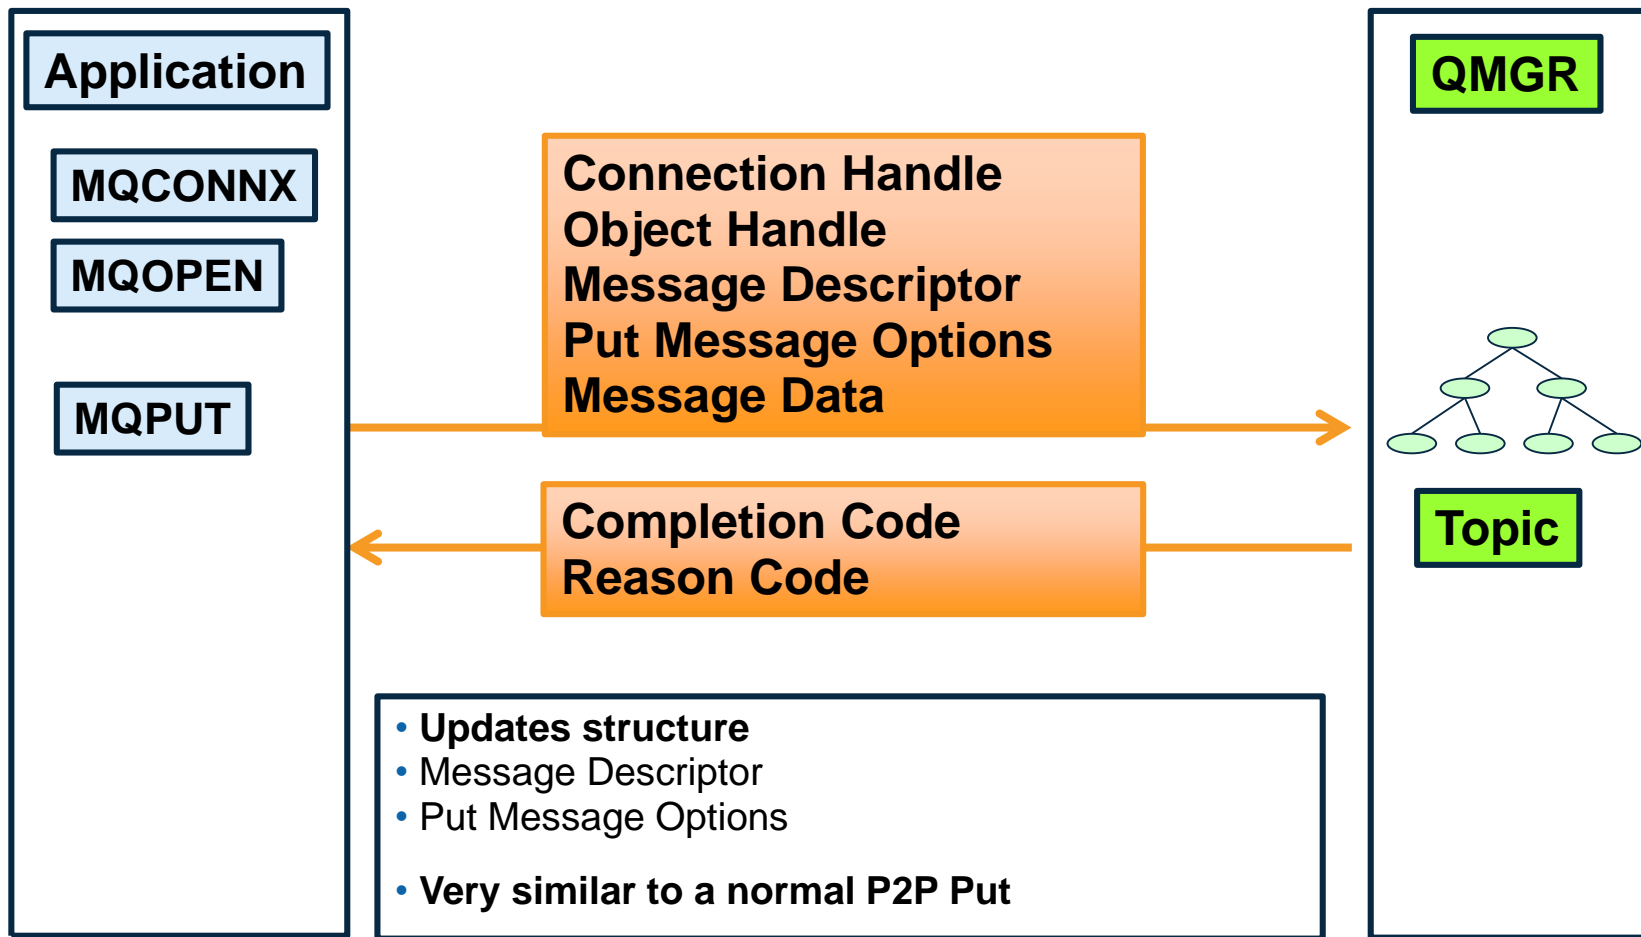 Application
MQCONNX
MQOPEN
MQPUT
Connection Handle
Object Handle
Message Descriptor
Put Message Options
Message Data
Completion Code
Reason Code
QMGR
Topic
• Updates structure
• Message Descriptor
• Put Message Options
• Very similar to a normal P2P Put